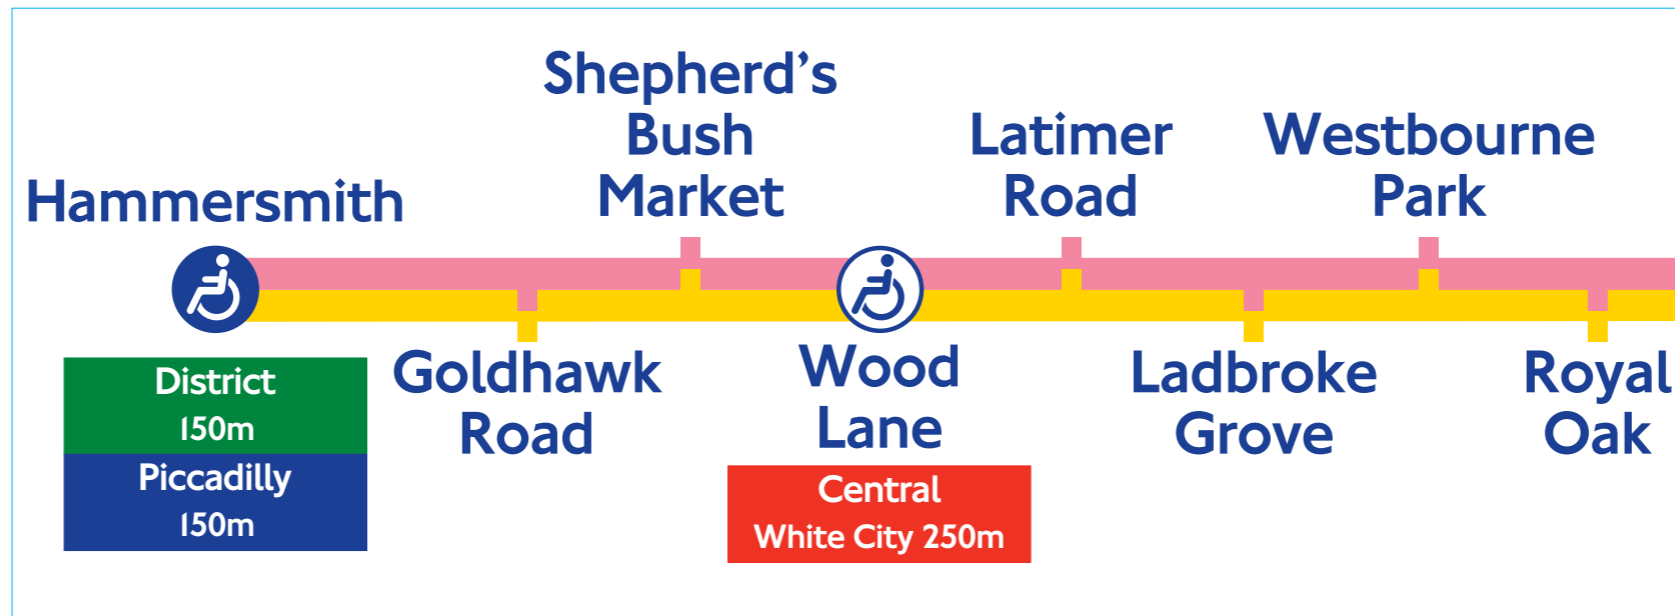 Hammersmith
District
150m
Piccadilly
150m
Goldhawk
Road
Shepherd’s
Bush
Market
Wood
Lane
Central
White City 250m
Latimer
Road
Ladbroke
Grove
Westbourne
Park
Royal
Oak